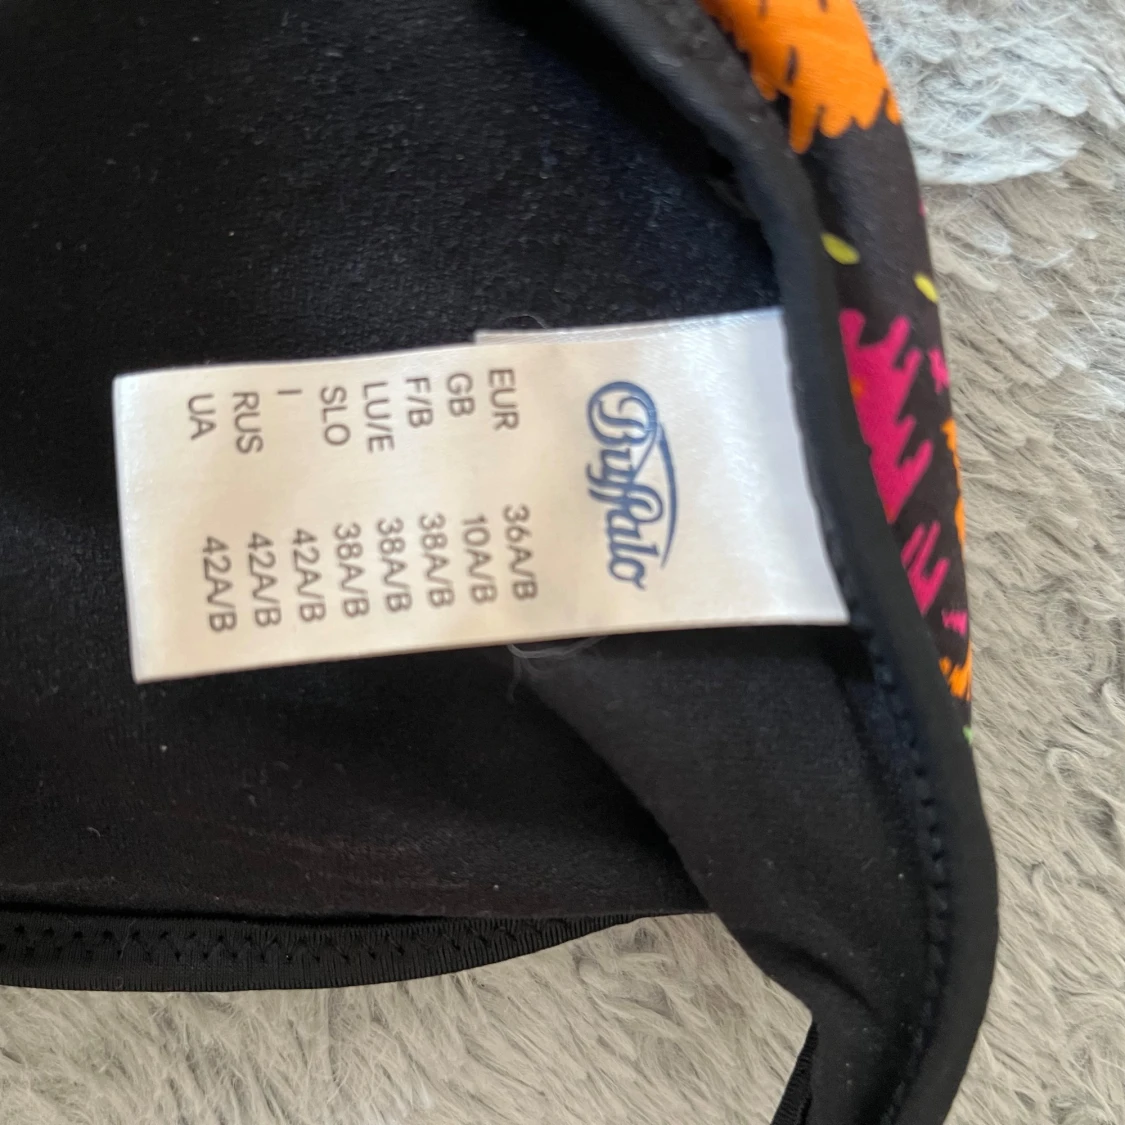 Buffalo
EUR 36A/B
GB 10A/B
F/B 38A/B
LU/E 38A/B
SLO 38A/B
I 42A/B
RUS 42A/B
UA 42A/B